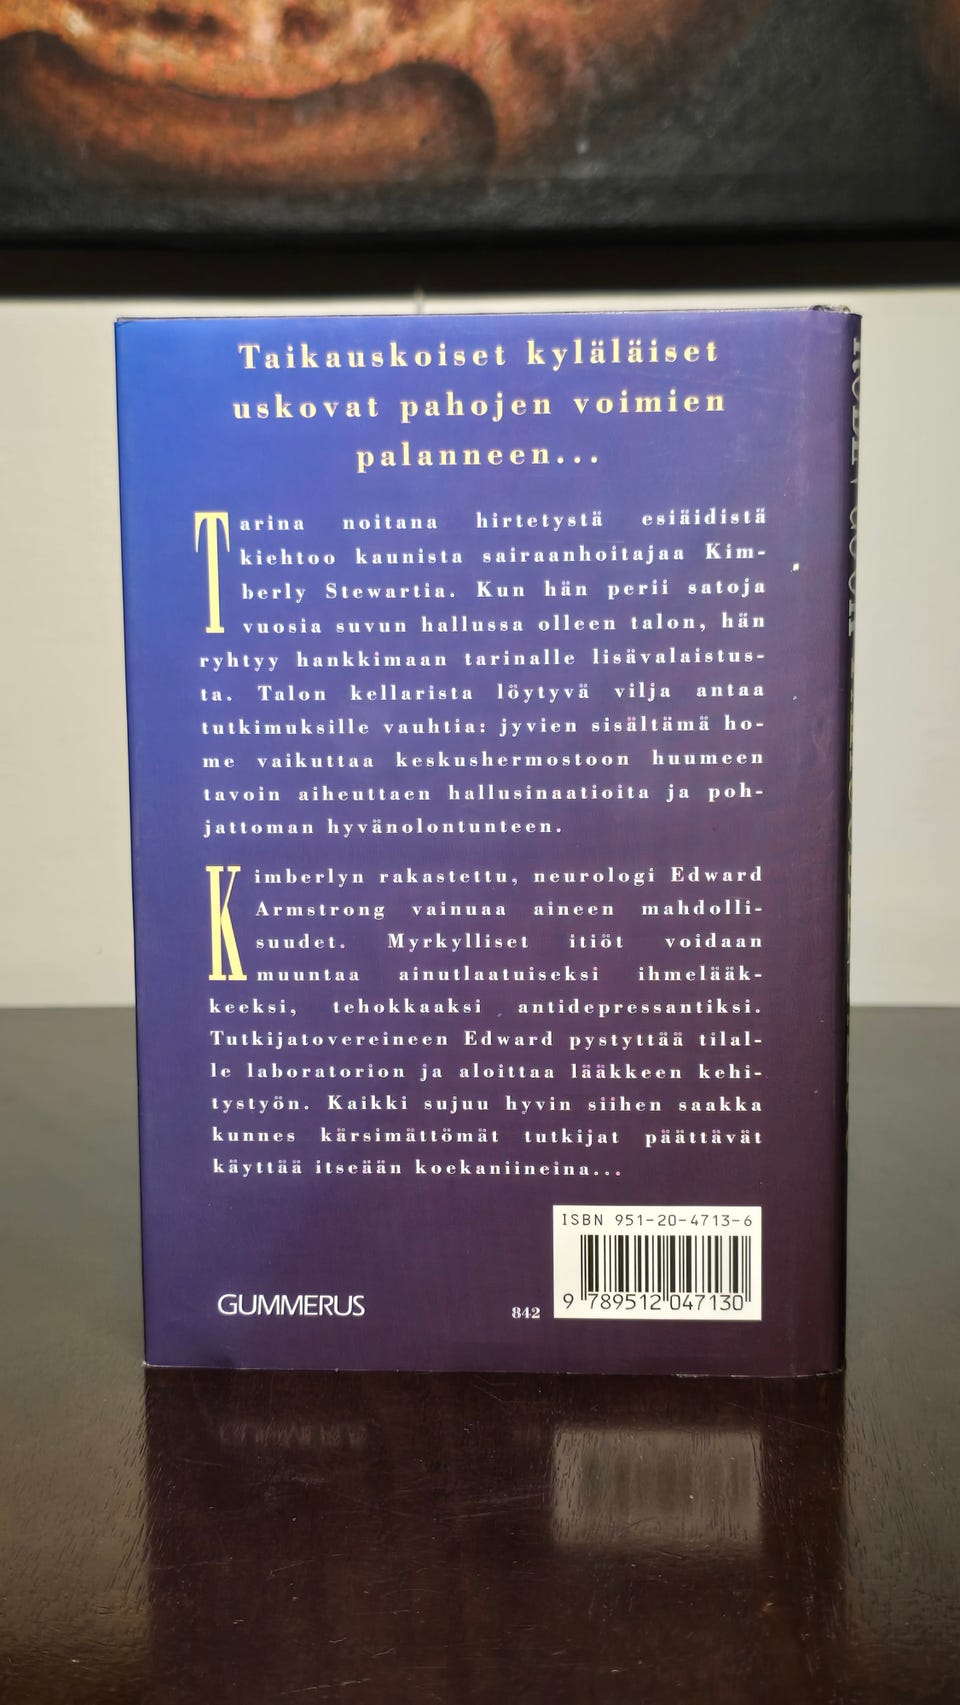 Taikauskoiset kyläläiset
uskovat pahojen voimien
palanneen...
Tarina noitana hirtetystä esiäidistä
kiehtoo kaunista sairaanhoitajaa Kim-
berly Stewartia. Kun hän perii satoja
vuosia suvun hallussa olleen talon, hän
ryhtyy hankkimaan tarinalle lisävalaistus-
ta. Talon kellarista löytyvä vilja antaa
tutkimuksille vauhtia: jyvien sisältämä ho-
me vaikuttaa keskushermostoon huumeen
tavoin aiheuttaen hallusinaatioita ja poh-
jattoman hyvänolontunteen.
Kimberlyn rakastettu, neurologi Edward
Armstrong vainuaa aineen mahdolli-
suudet. Myrkylliset itiöt voidaan
muuntaa ainutlaatuiseksi ihmelääk-
keeksi, tehokkaaksi antidepressantiksi.
Tutkijatovereineen Edward pystyttää tilal-
le laboratorion ja aloittaa lääkkeen kehi-
tystyön. Kaikki sujuu hyvin siihen saakka
kunnes kärsimättömät tutkijat päättävät
käyttää itseään koekaniineina...
ISBN 951-20-4713-6
9 789512 047130
GUMMERUS
842